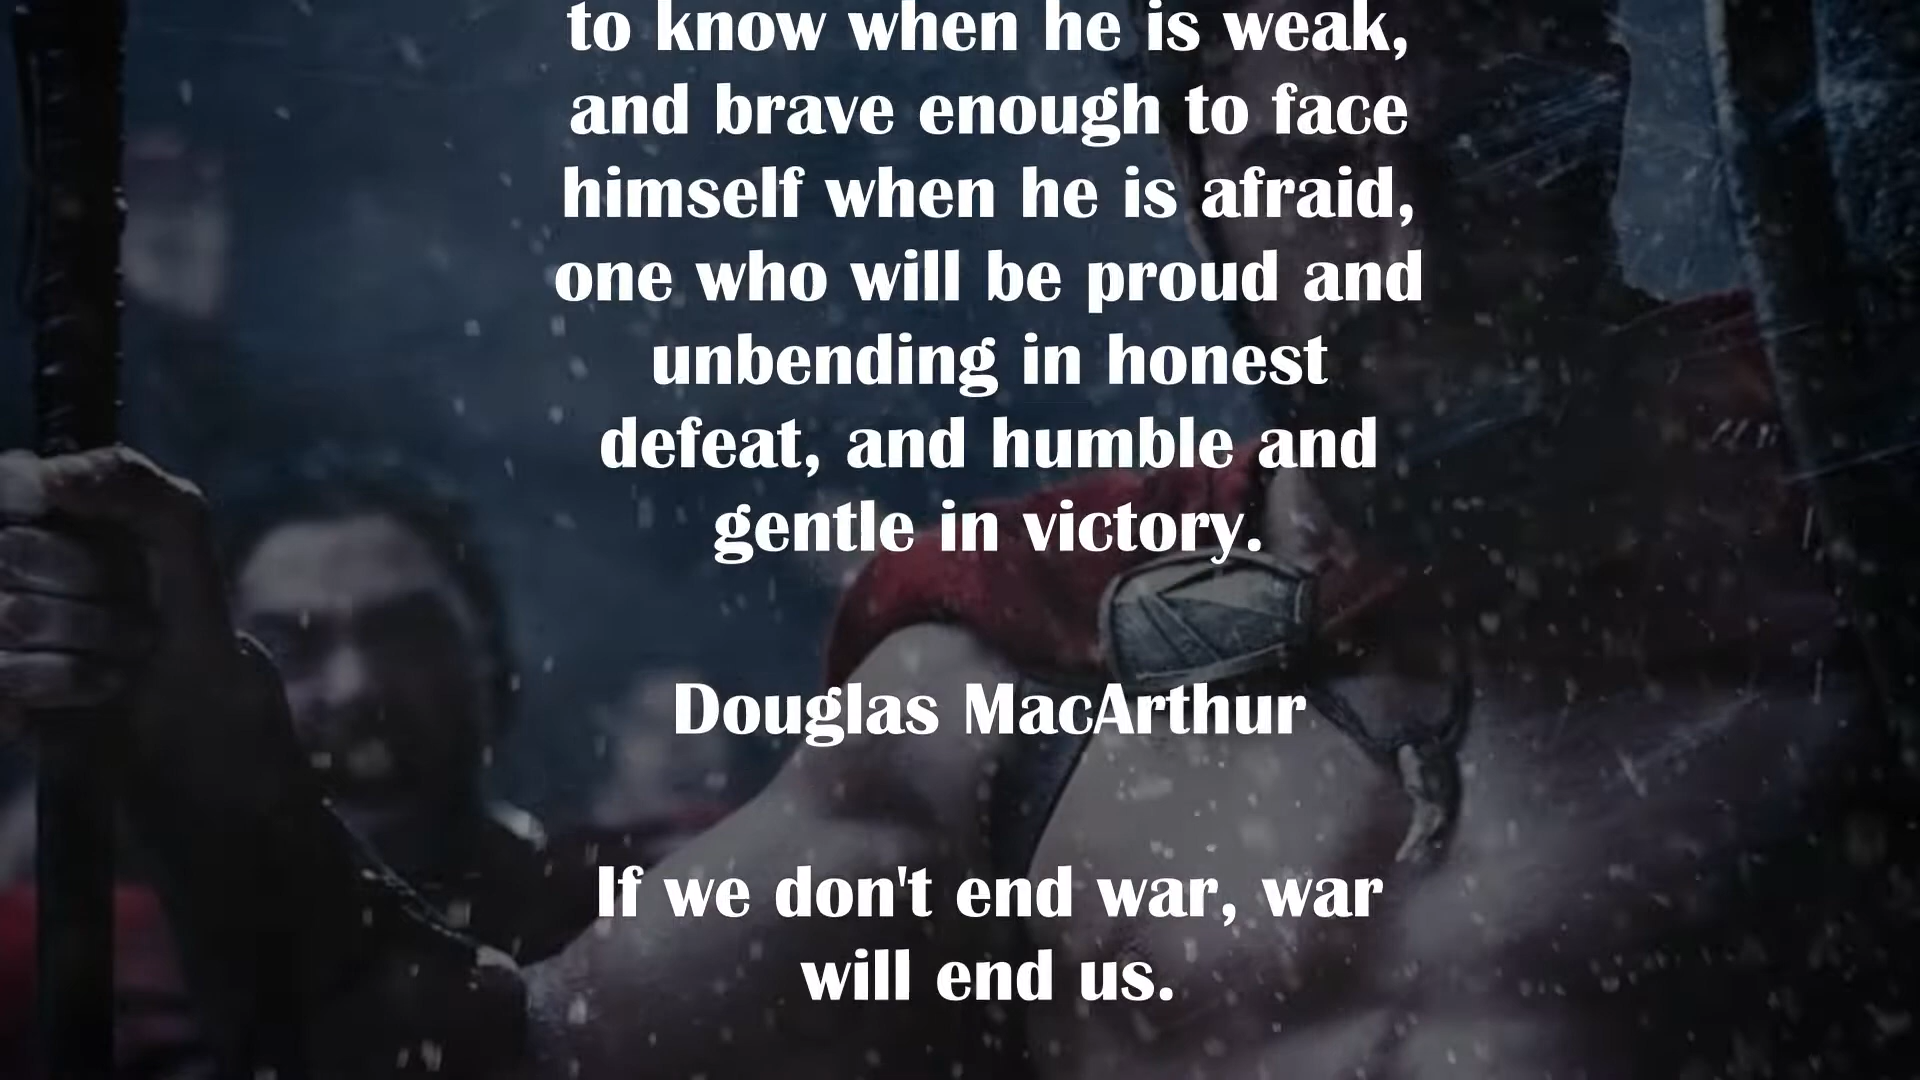 to know when he is weak,
and brave enough to face
himself when he is afraid,
one who will be proud and
unbending in honest
defeat, and humble and
gentle in victory.
Douglas MacArthur
If we don't end war, war
will end us.